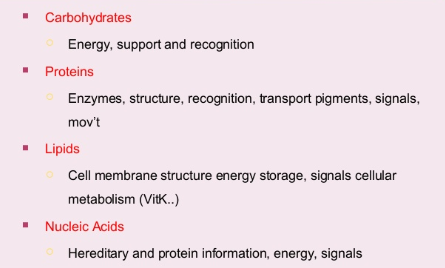 Carbohydrates
Energy, support and recognition
Proteins
Enzymes, structure, recognition, transport pigments, signals,
mov't
Lipids
Cell membrane structure energy storage, signals cellular
metabolism (VitK..)
Nucleic Acids
Hereditary and protein information, energy, signals